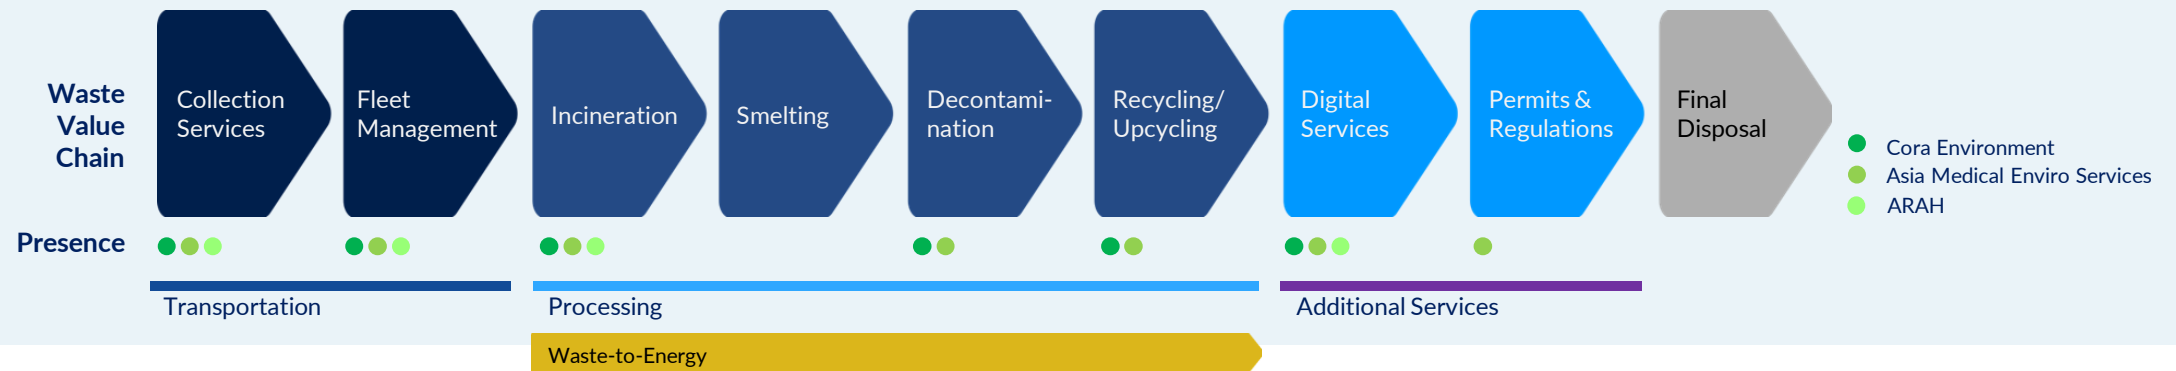 Waste
Value
Chain
Collection
Services
Fleet
Management
Incineration
Smelting
Decontami-
nation
Recycling/
Upcycling
Digital
Services
Permits &
Regulations
Final
Disposal
Cora Environment
Asia Medical Enviro Services
ARAH
Presence
Transportation
Processing
Additional Services
Waste-to-Energy